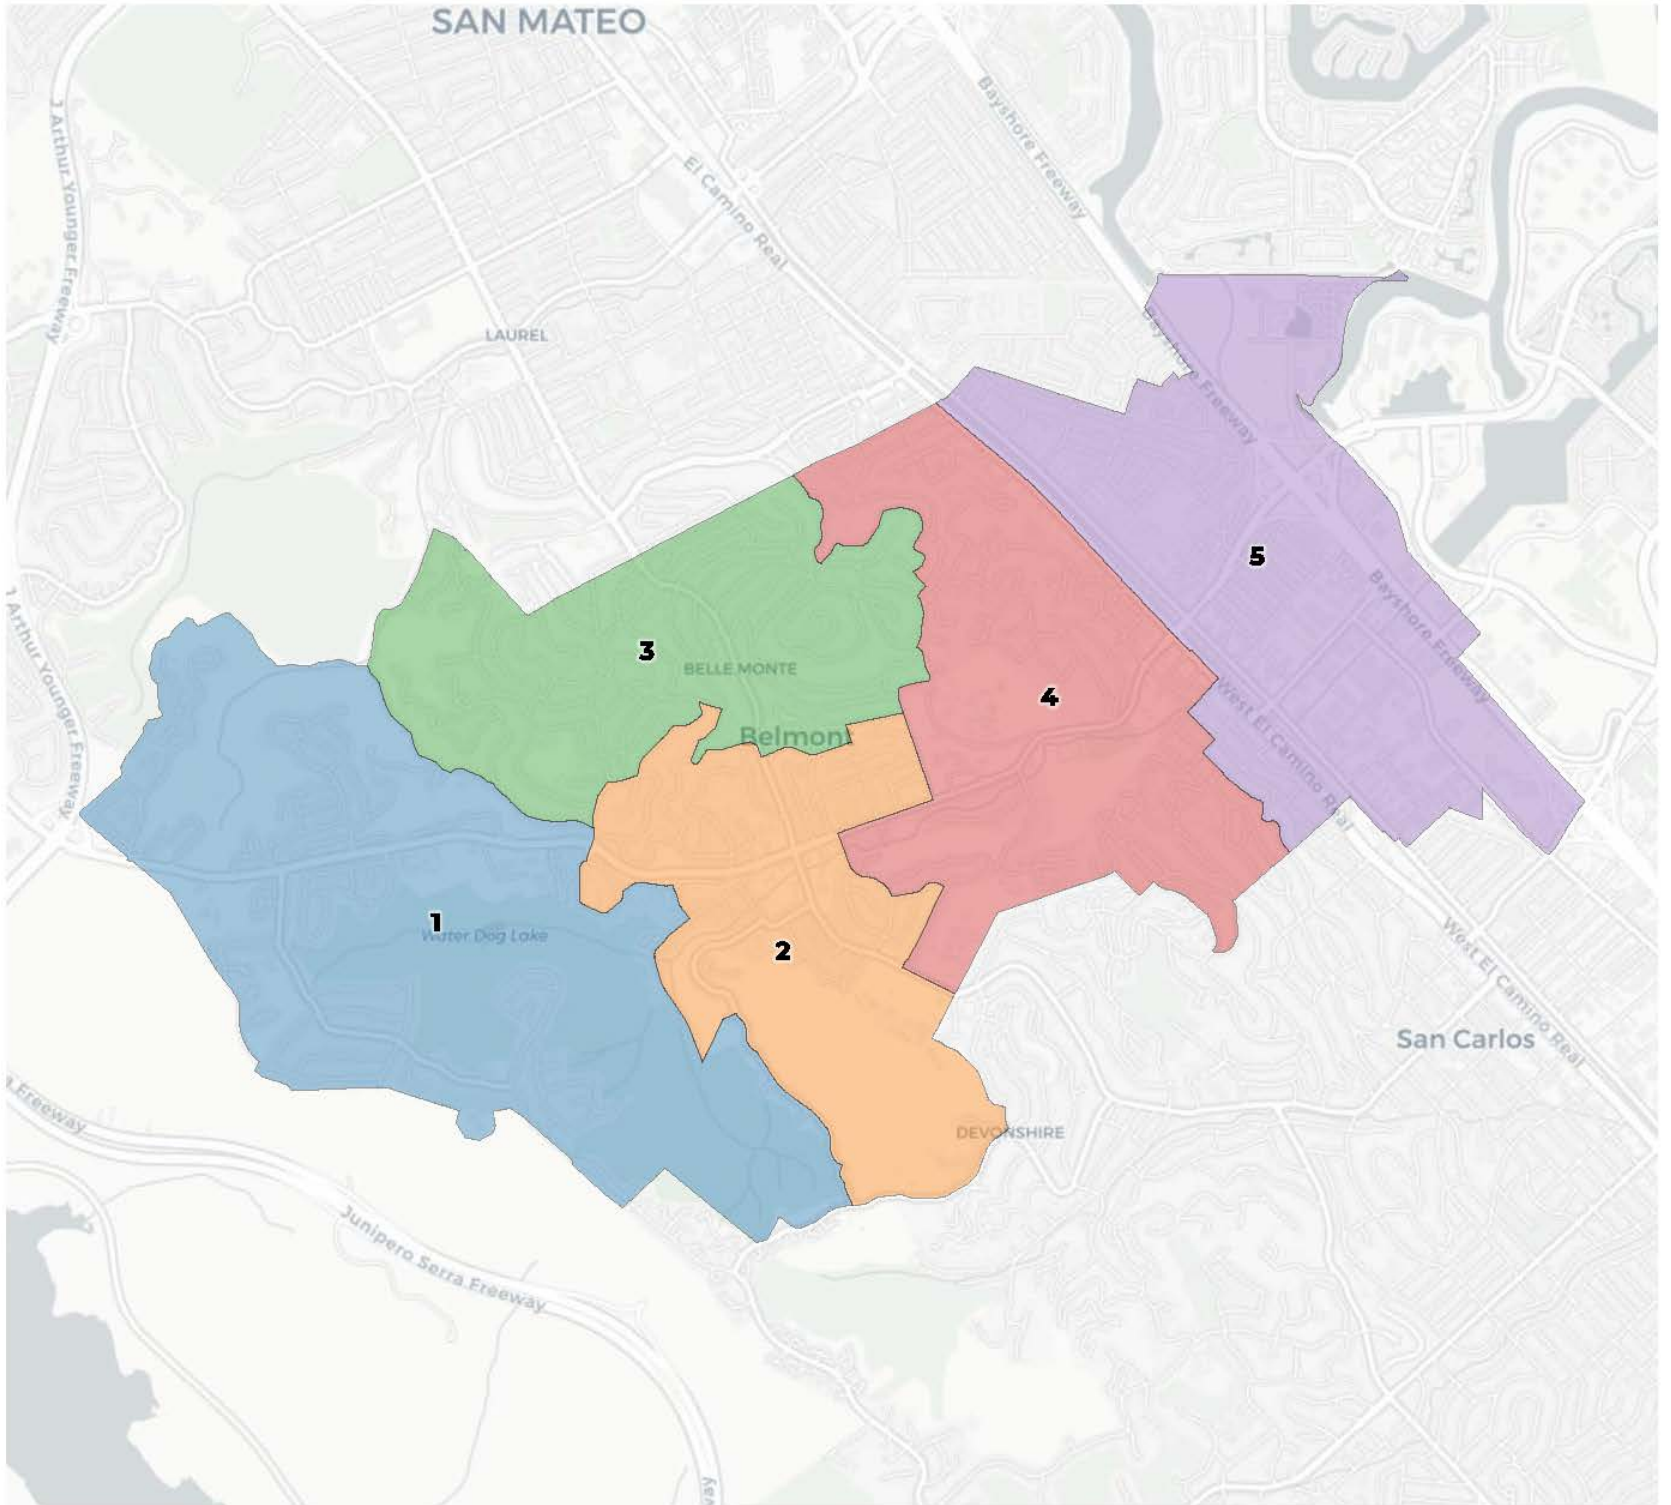 SAN MATEO
Bayshore Freeway
J Arthur Younger Freeway
El Camino Real
LAUREL
Bayshore Freeway
5
Bayshore Freeway
J Arthur Younger Freeway
3
BELLE MONTE
4
West El Camino Real
Belmont
1
Water Dog Lake
2
West El Camino Real
San Carlos
a Freeway
DEVONSHIRE
Junipero Serra Freeway
way